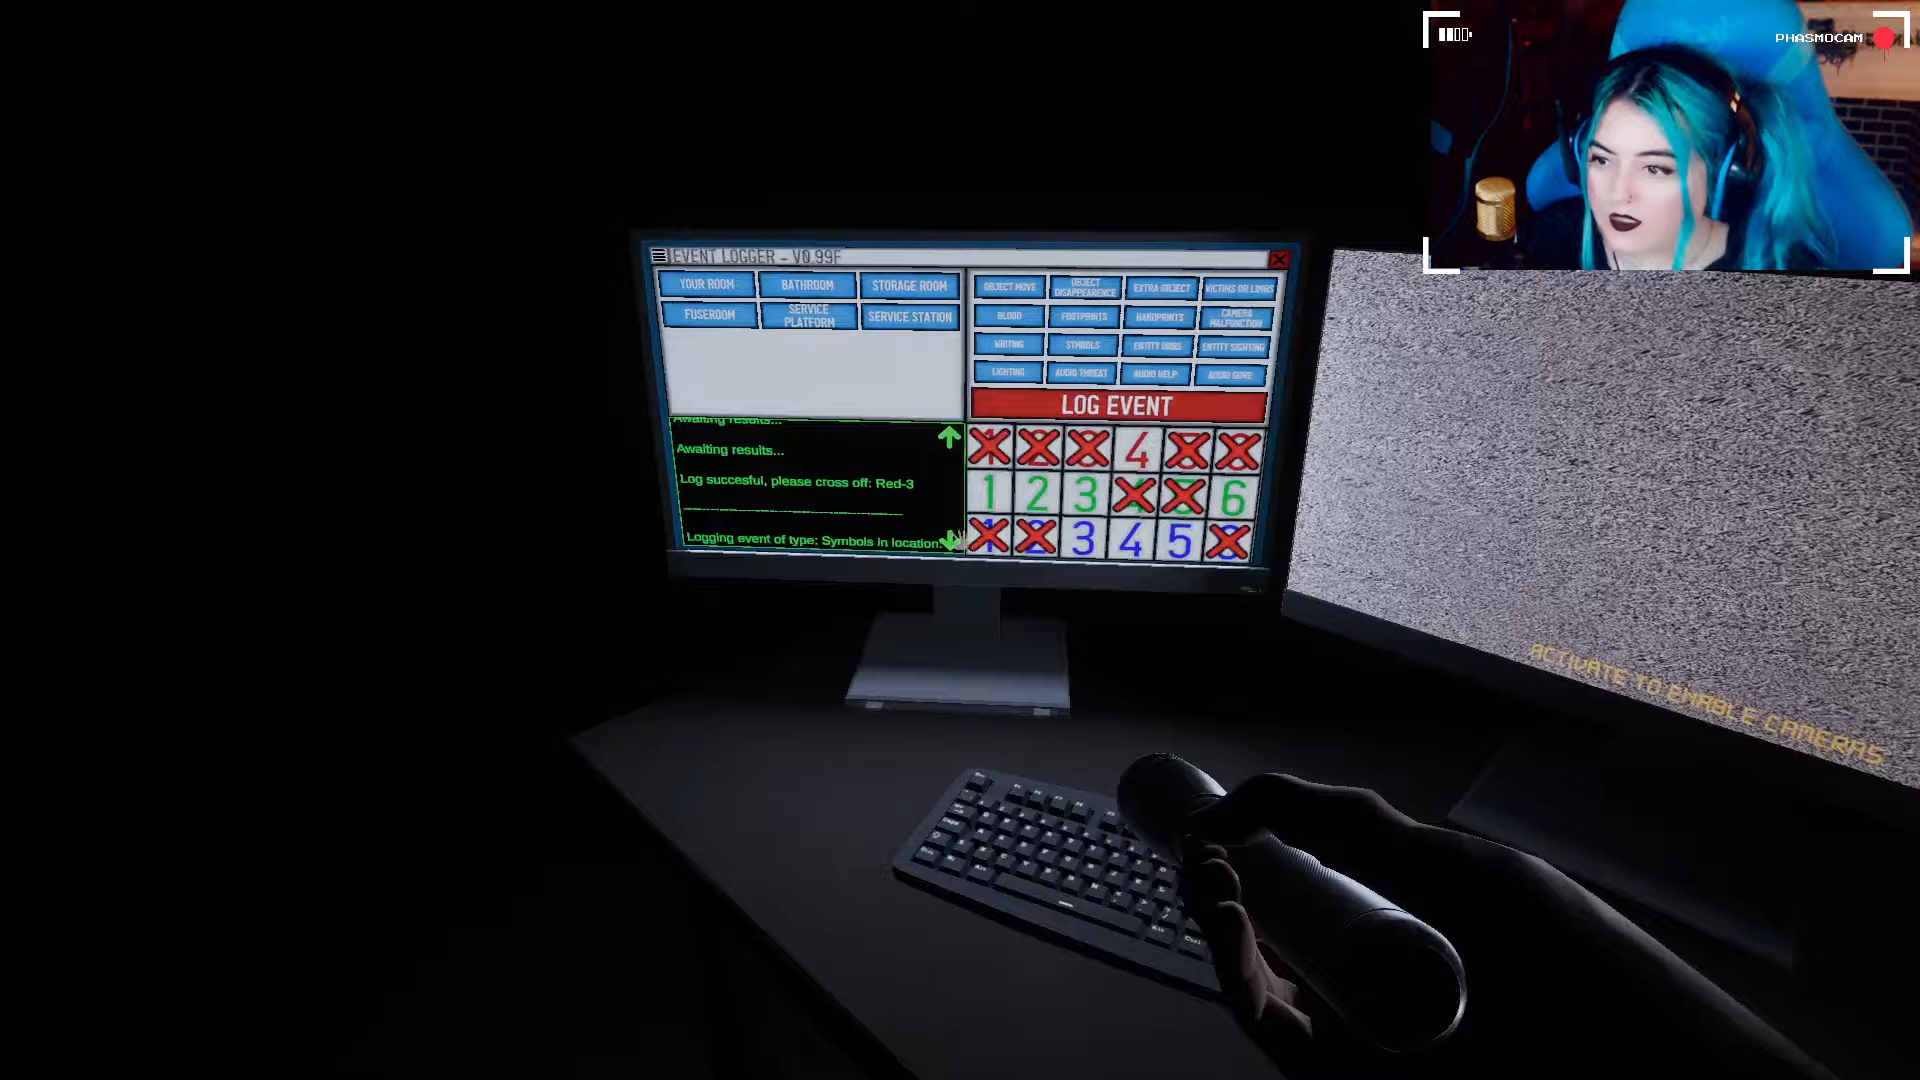 PHASMOCAM
EVENT LOGGER - V0.99F
YOUR ROOM BATHROOM STORAGE ROOM
FUSEROOM SERVICE PLATFORM SERVICE STATION
OBJECT MOVE OBJECT DISAPPEARENCE EXTRA OBJECT VICTIMS OR LIMBS
BLOOD FOOTPRINTS HANDPRINTS CAMERA MALFUNCTION
WRITING SYMBOLS ENTITY ORBS ENTITY SIGHTING
LIGHTING AUDIO THREAT AUDIO HELP AUDIO GORE
LOG EVENT
Awaiting results...
Awaiting results...
Log succesful, please cross off: Red-3
Logging event of type: Symbols in location:
4
1 2 3 6
3 4 5
ACTIVATE TO ENABLE CAMERAS